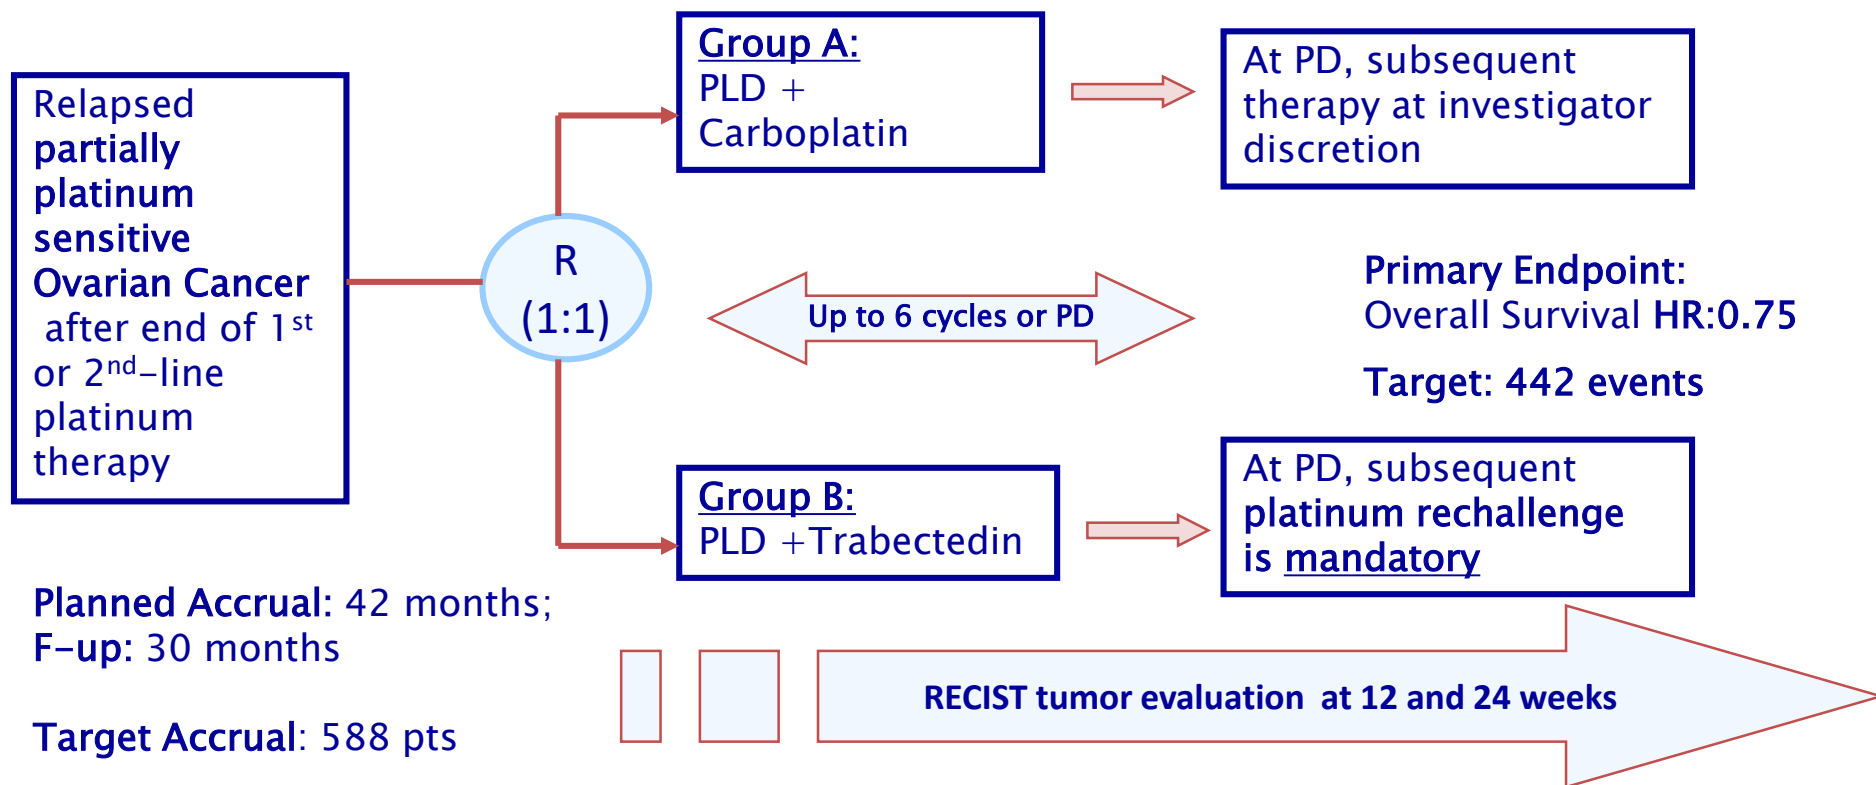 Relapsed
partially
platinum
sensitive
Ovarian Cancer
after end of 1st
or 2nd-line
platinum
therapy
R
(1:1)
Group A:
PLD +
Carboplatin
At PD, subsequent
therapy at investigator
discretion
Up to 6 cycles or PD
Primary Endpoint:
Overall Survival HR:0.75
Target: 442 events
Group B:
PLD +Trabectedin
At PD, subsequent
platinum rechallenge
is mandatory
Planned Accrual: 42 months;
F-up: 30 months
Target Accrual: 588 pts
RECIST tumor evaluation at 12 and 24 weeks